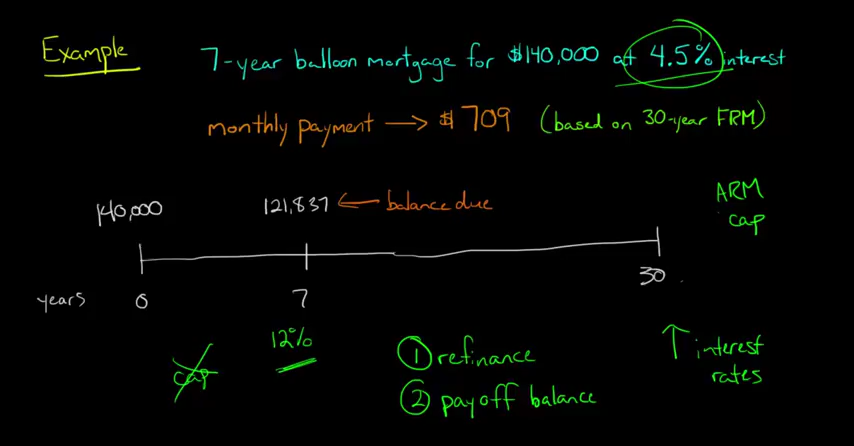 Example
7-year balloon mortgage for $140,000 at 4.5% interest
monthly payment → $709 (based on 30-year FRM)
ARM
cap
140,000 121,837 ← balance due
years 0 7 30
cap 12% ① refinance ↑ interest
rates
② payoff balance